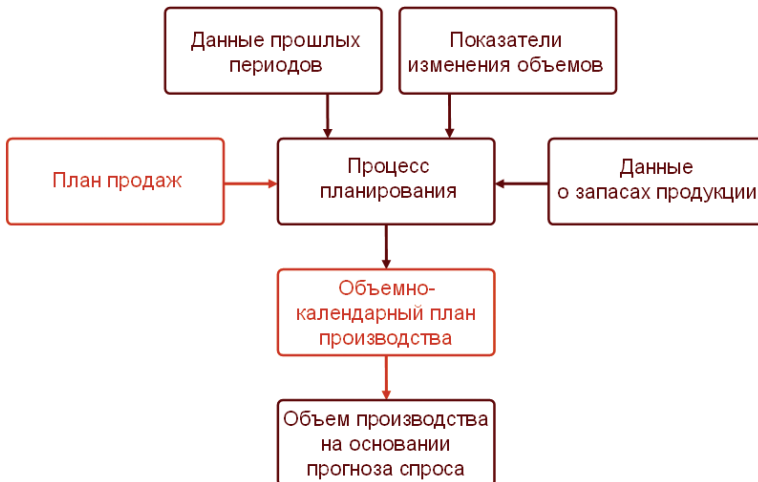 Данные прошлых
периодов
Показатели
изменения объемов
План продаж
Процесс
планирования
Данные
о запасах продукции
Объемно-
календарный план
производства
Объем производства
на основании
прогноза спроса